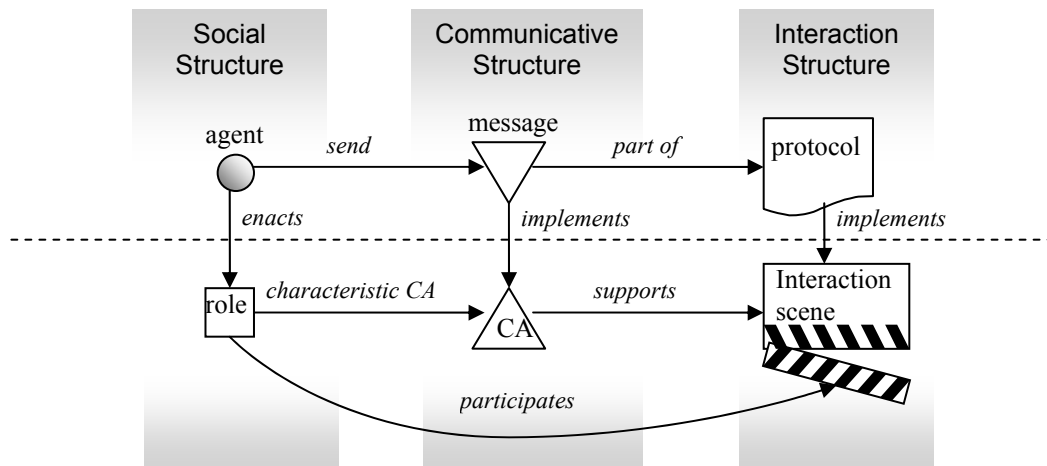 Social
Structure
Communicative
Structure
Interaction
Structure
agent
send
message
part of
protocol
enacts
implements
implements
role
characteristic CA
CA
supports
Interaction
scene
participates